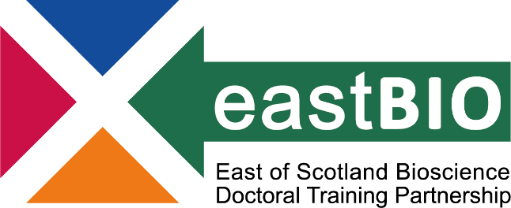 eastBIO
East of Scotland Bioscience
Doctoral Training Partnership